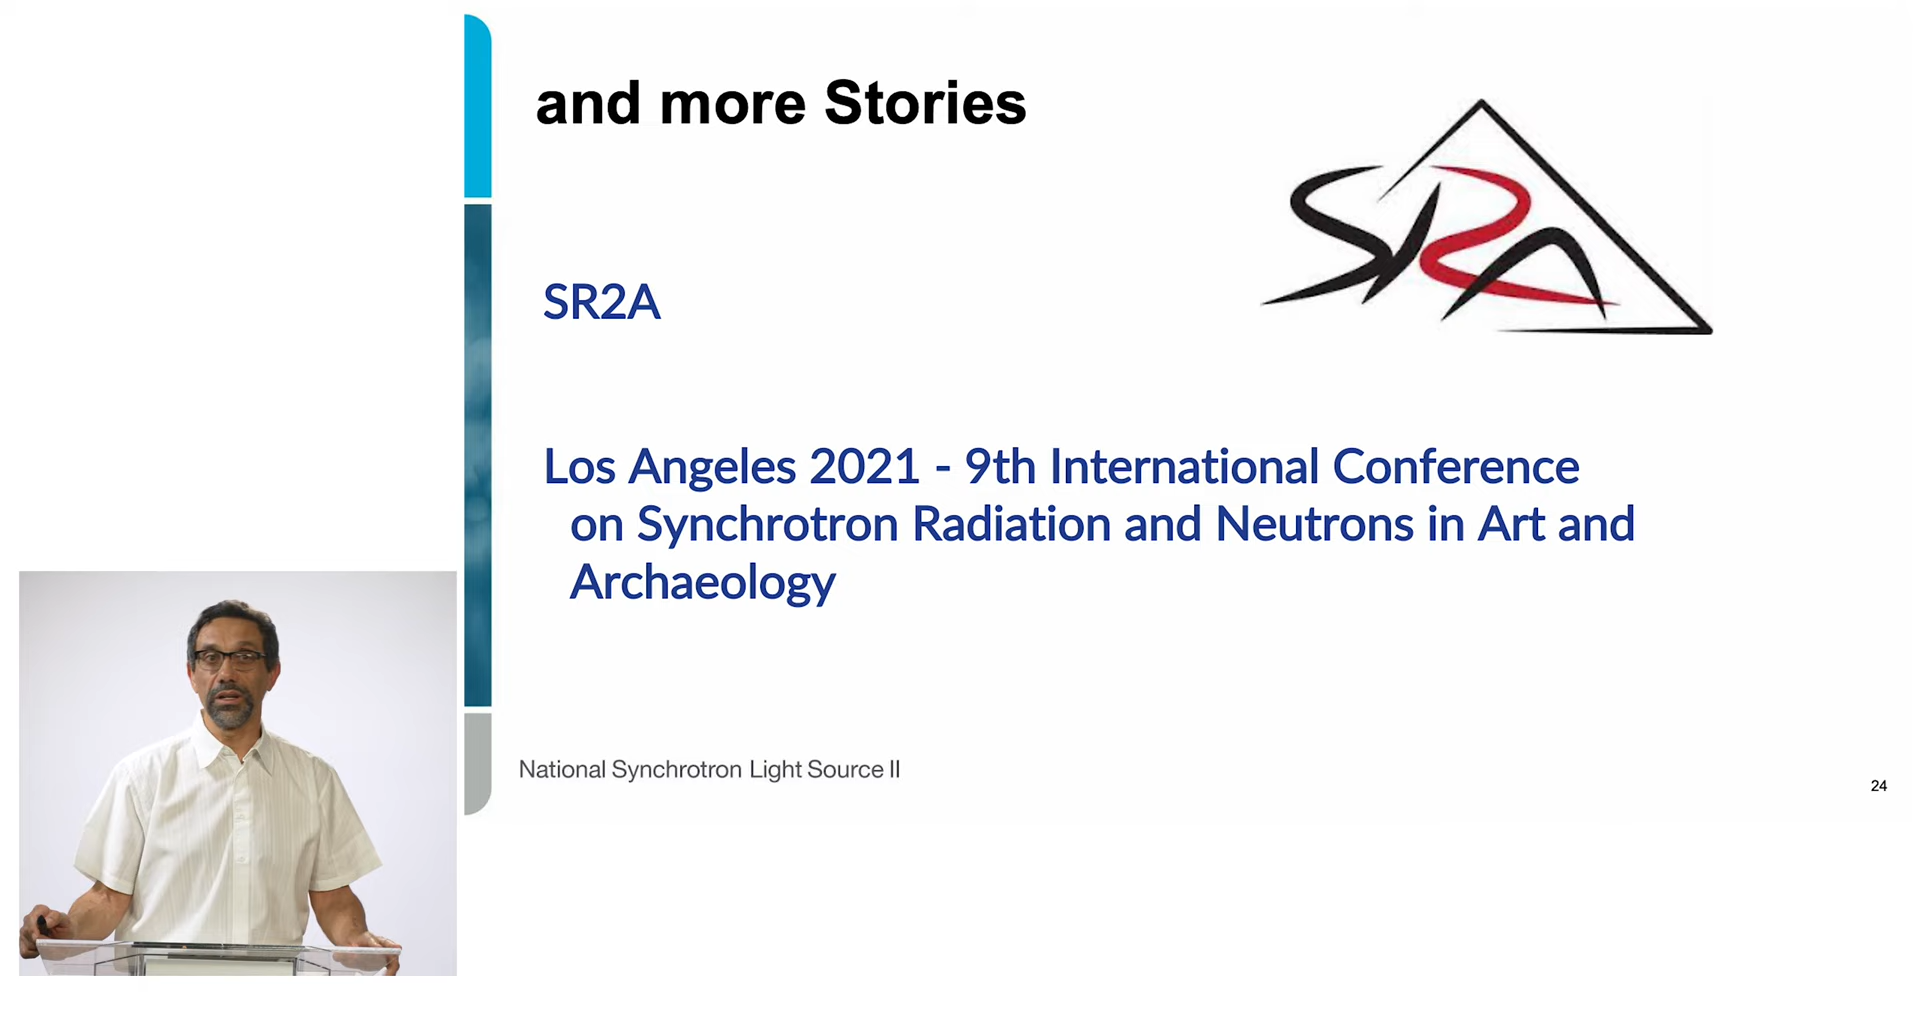 and more Stories
SR2A
SR2A
Los Angeles 2021 - 9th International Conference
on Synchrotron Radiation and Neutrons in Art and
Archaeology
National Synchrotron Light Source II
24